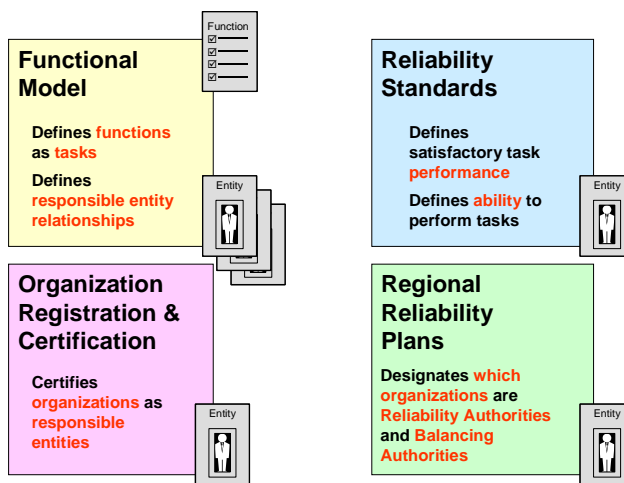 Function
Functional
Model
Defines functions
as tasks
Defines
responsible entity
relationships
Entity
Reliability
Standards
Defines
satisfactory task
performance
Defines ability to
perform tasks
Entity
Organization
Registration &
Certification
Certifies
organizations as
responsible
entities
Entity
Regional
Reliability
Plans
Designates which
organizations are
Reliability Authorities
and Balancing
Authorities
Entity